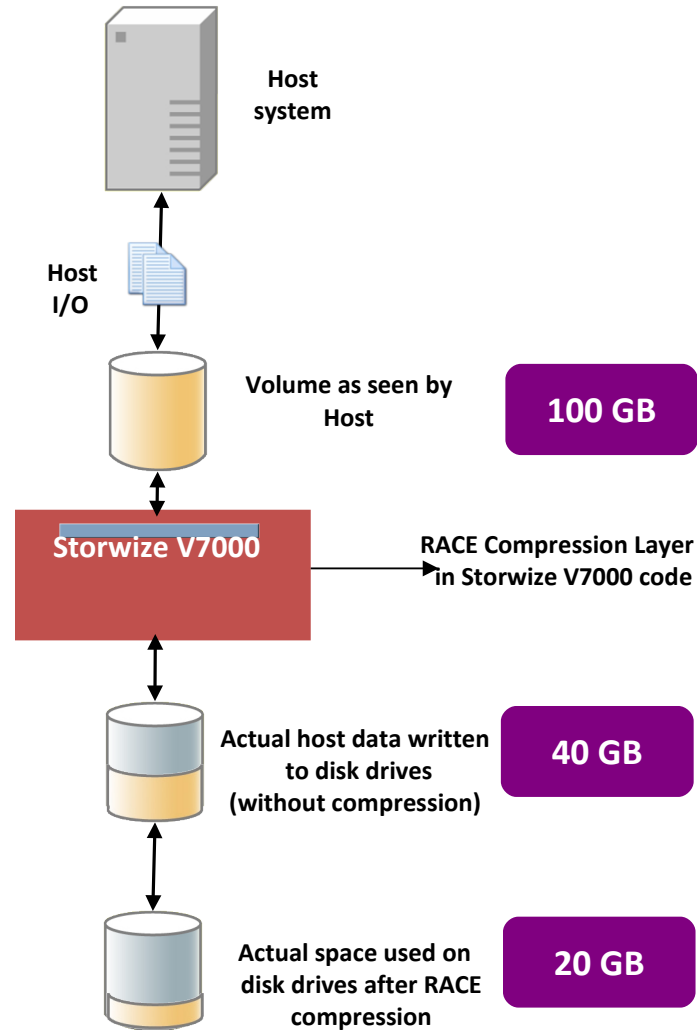 Host
system
Host
I/O
Volume as seen by
Host
100 GB
Storwize V7000
RACE Compression Layer
in Storwize V7000 code
Actual host data written
to disk drives
(without compression)
40 GB
Actual space used on
disk drives after RACE
compression
20 GB